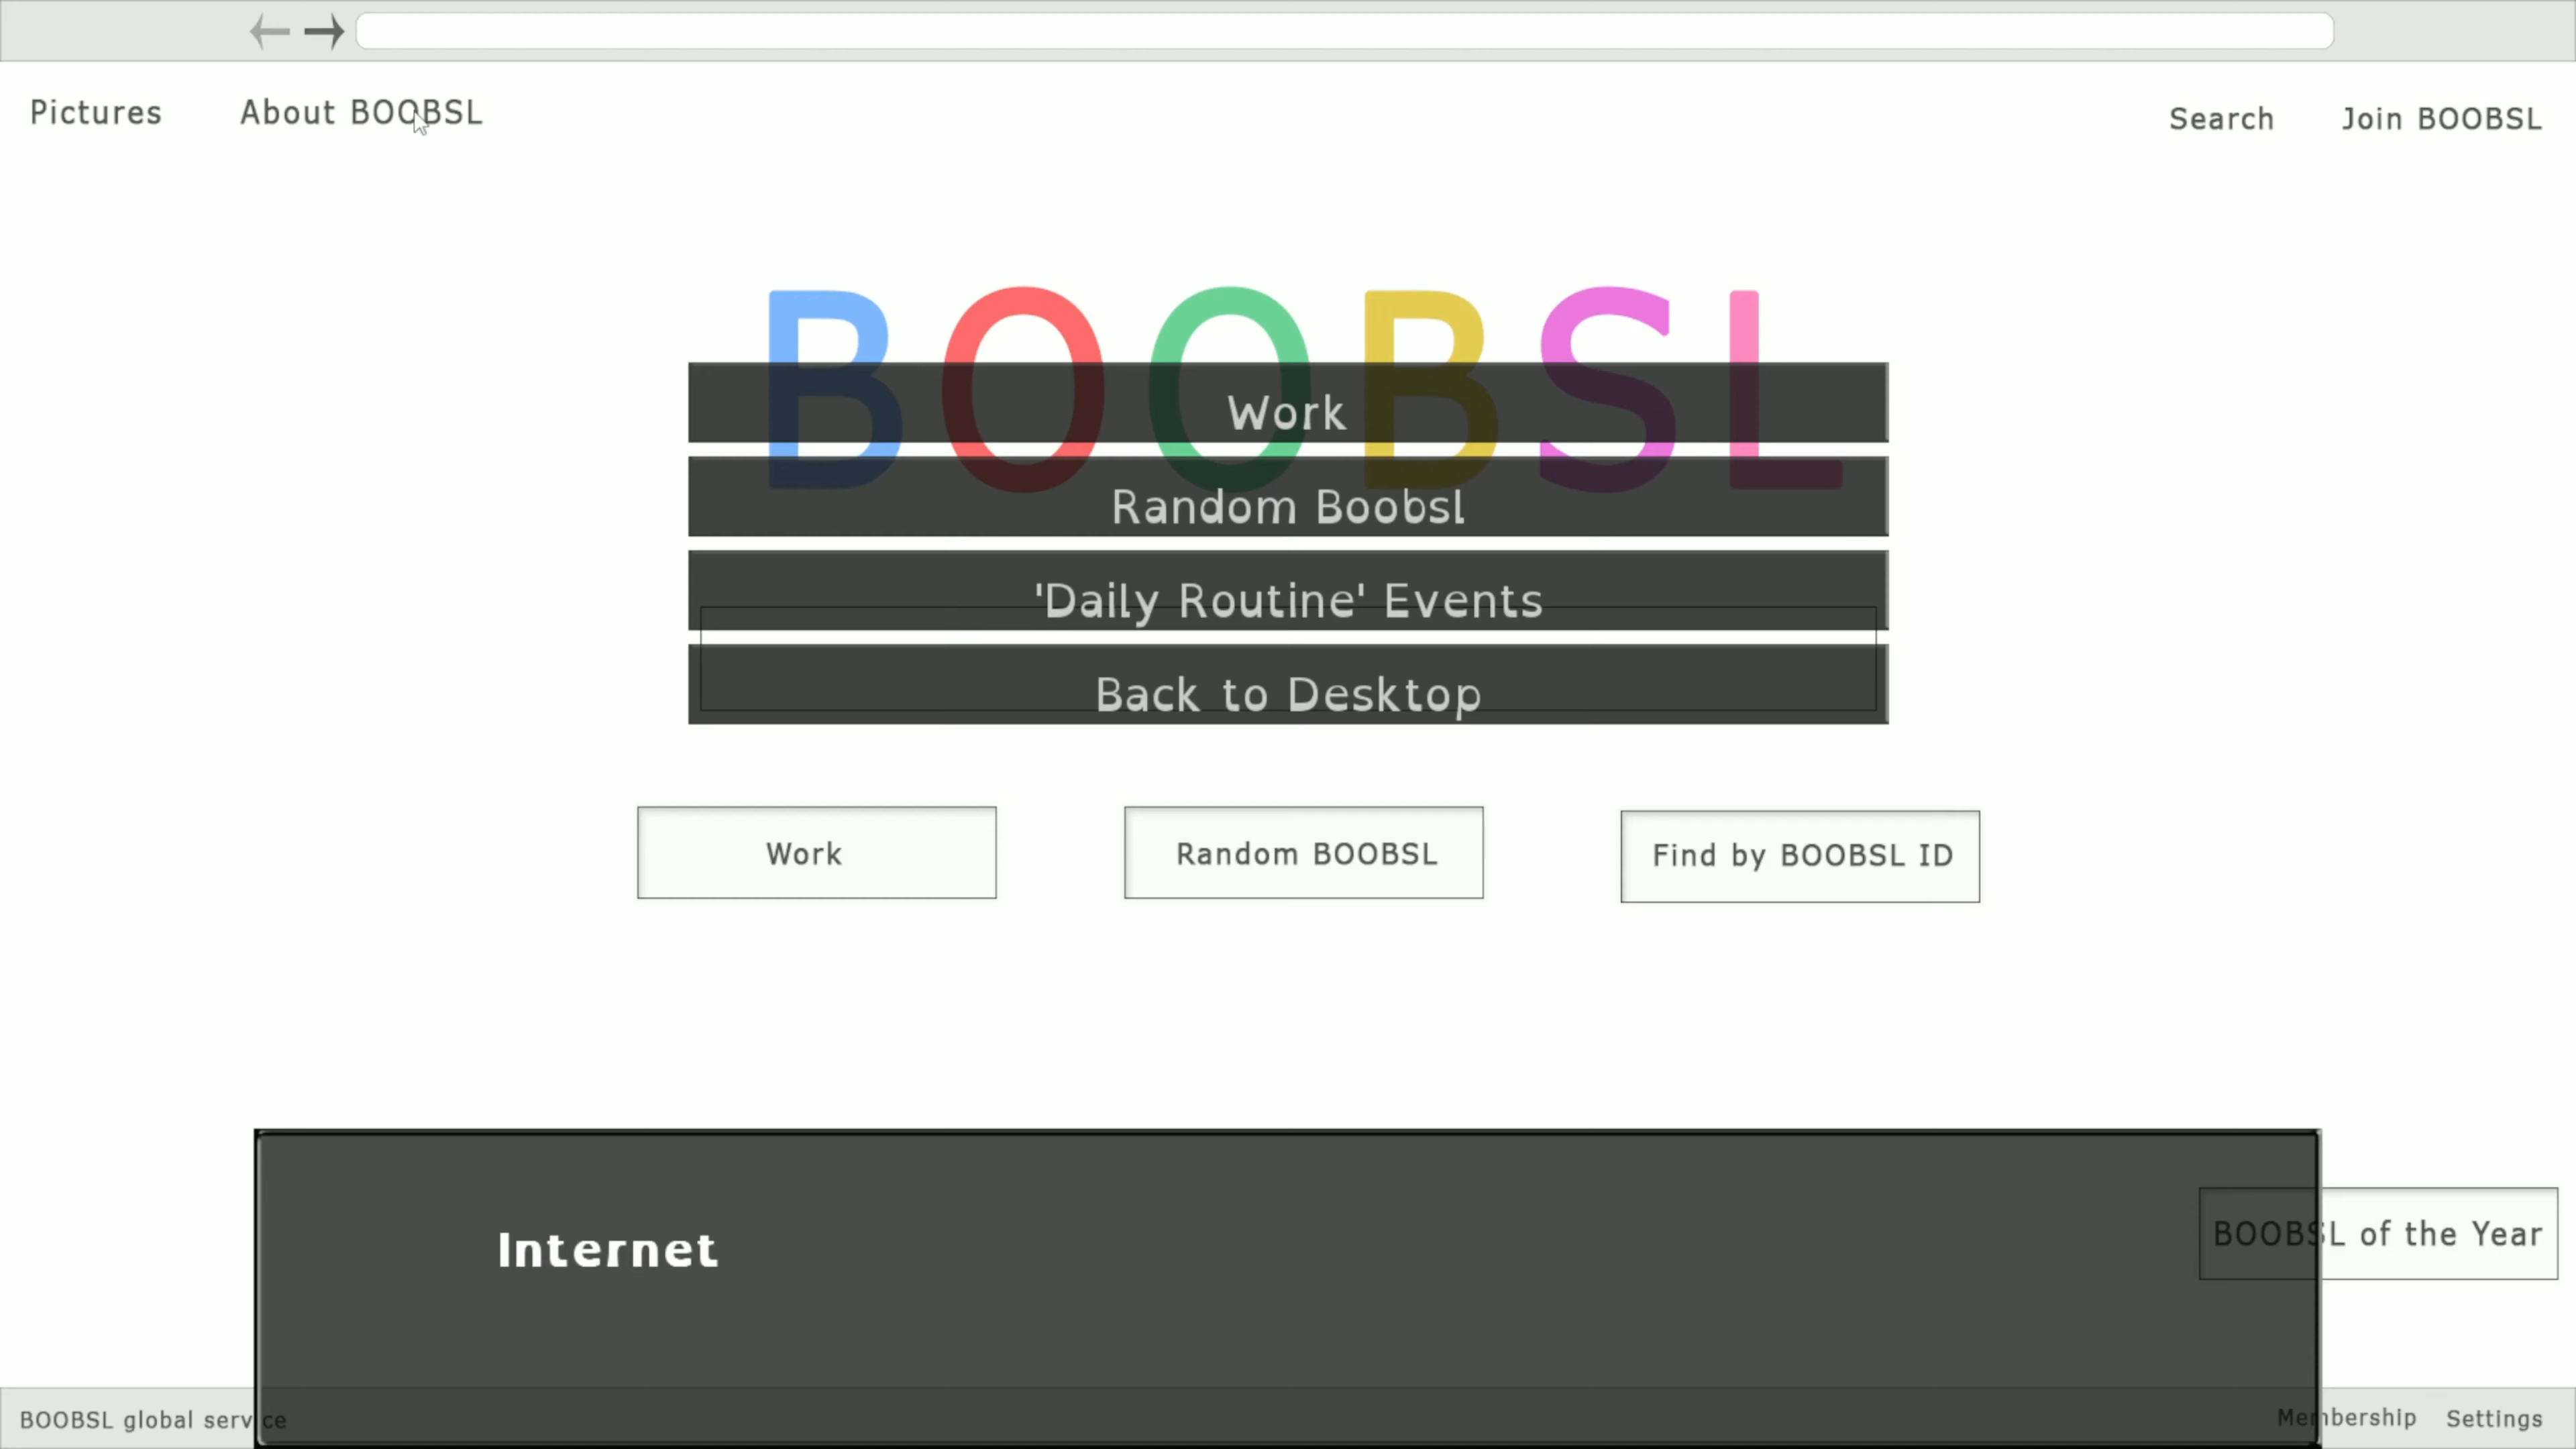 Pictures About BOOBSL Search Join BOOBSL
BOOBSL
Work
Random Boobsl
'Daily Routine' Events
Back to Desktop
Work Random BOOBSL Find by BOOBSL ID
BOOBSL of the Year
Internet
BOOBSL global service Membership Settings